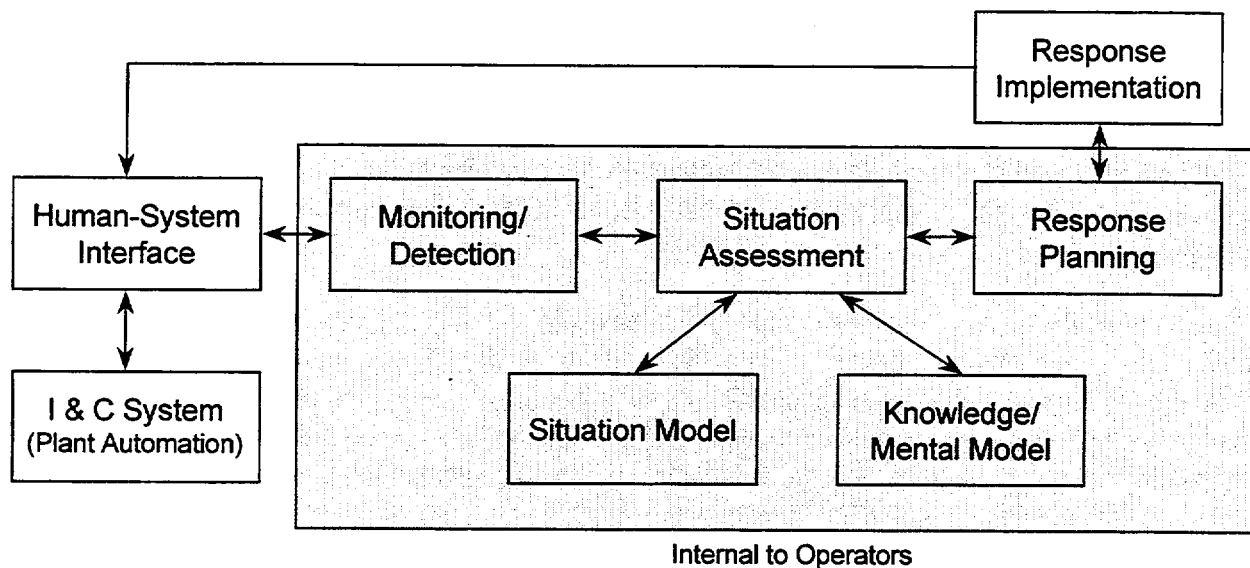 Response
Implementation
Human-System
Interface
Monitoring/
Detection
Situation
Assessment
Response
Planning
I & C System
(Plant Automation)
Situation Model
Knowledge/
Mental Model
Internal to Operators